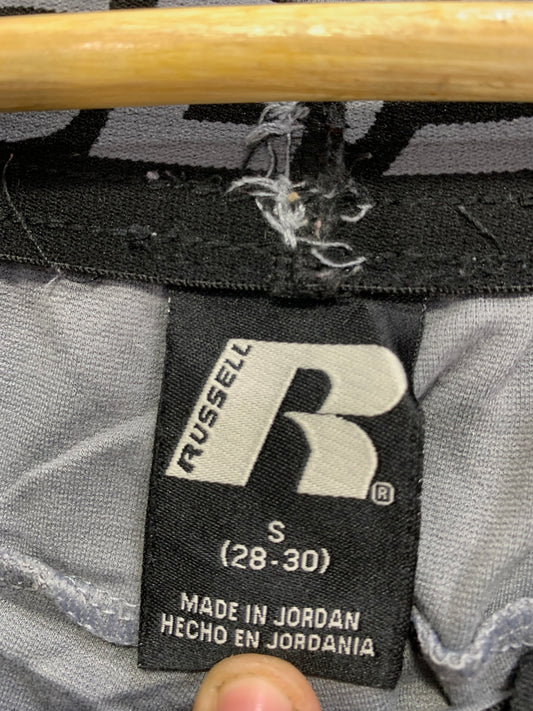 RUSSELL
R
®
S
(28-30)
MADE IN JORDAN
HECHO EN JORDANIA